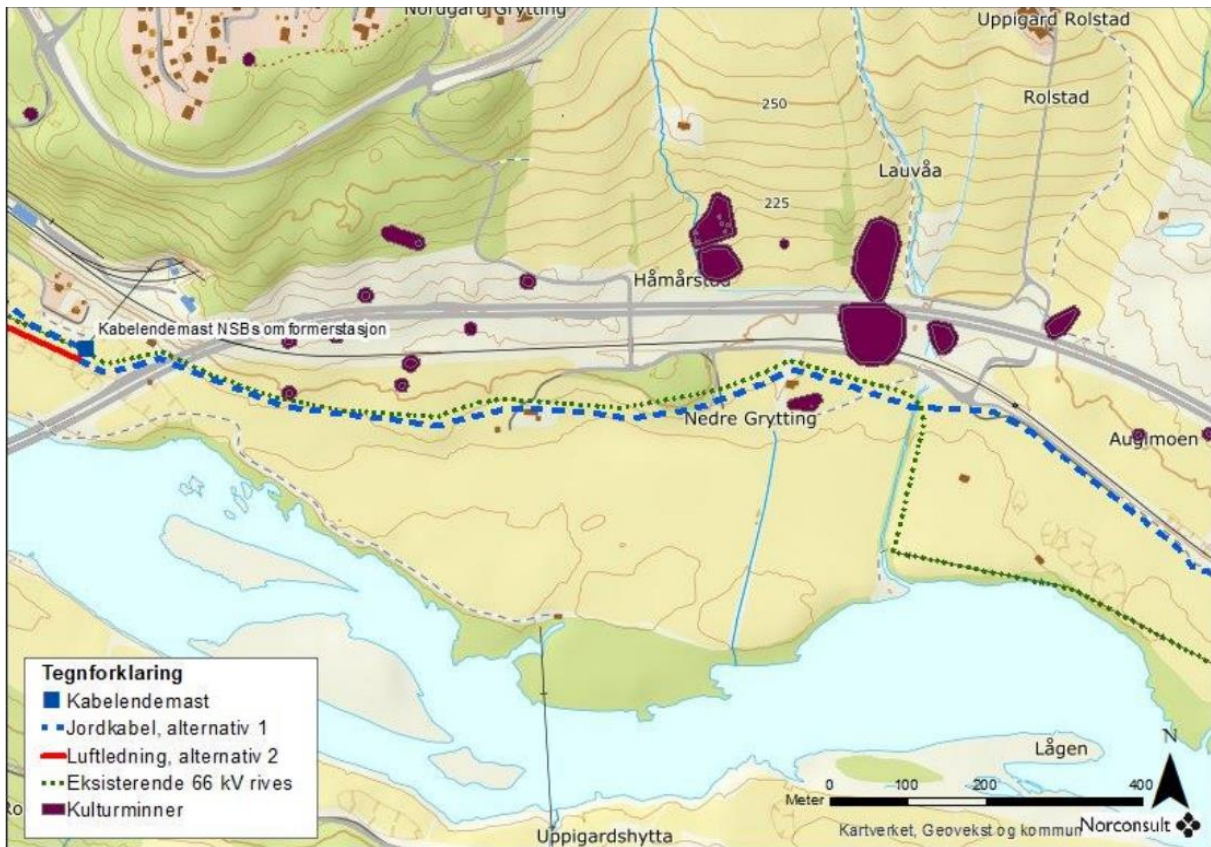 Nordgard Grytting
Uppigard Rolstad
Rolstad
250
Lauvåa
225
Håmårstad
Kabelendemast NSBs omformerstasjon
Nedre Grytting
Auglmoen
Tegnforklaring
Kabelendemast
Jordkabel, alternativ 1
Luftledning, alternativ 2
Eksisterende 66 kV rives
Kulturminner
Lågen
N
0 100 200 400
Meter
Kartverket, Geovekst og kommun
Norconsult
Uppigardshytta